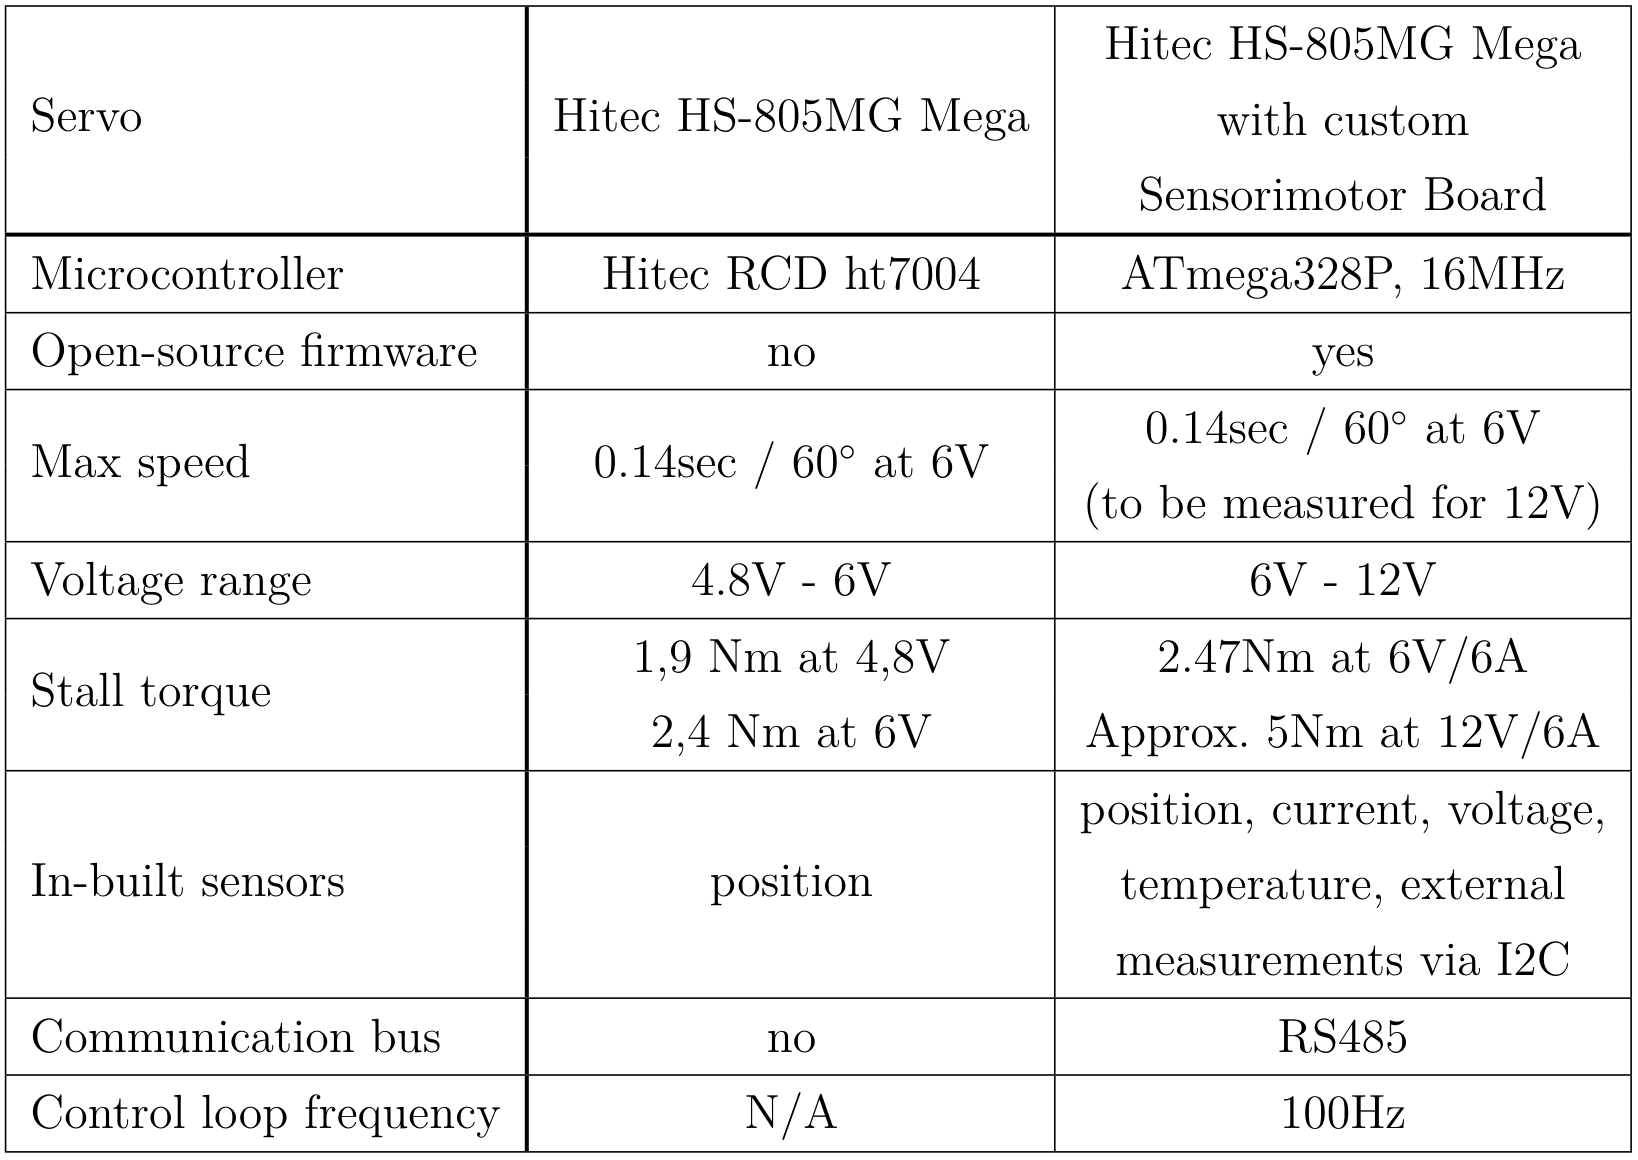 Servo
Hitec HS-805MG Mega
Hitec HS-805MG Mega
with custom
Sensorimotor Board
Microcontroller
Hitec RCD ht7004
ATmega328P, 16MHz
Open-source firmware
no
yes
Max speed
0.14sec / 60° at 6V
0.14sec / 60° at 6V
(to be measured for 12V)
Voltage range
4.8V - 6V
6V - 12V
Stall torque
1,9 Nm at 4,8V
2,4 Nm at 6V
2.47Nm at 6V/6A
Approx. 5Nm at 12V/6A
In-built sensors
position
position, current, voltage,
temperature, external
measurements via I2C
Communication bus
no
RS485
Control loop frequency
N/A
100Hz